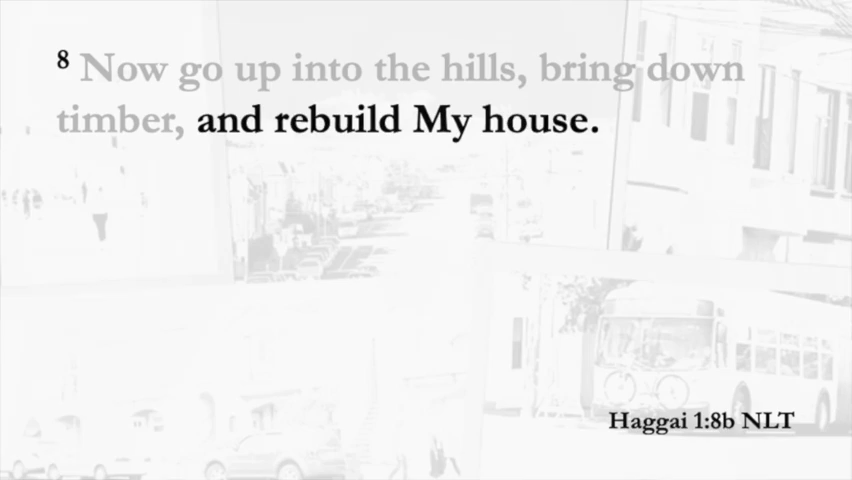 8 Now go up into the hills, bring down
timber, and rebuild My house.
Haggai 1:8b NLT